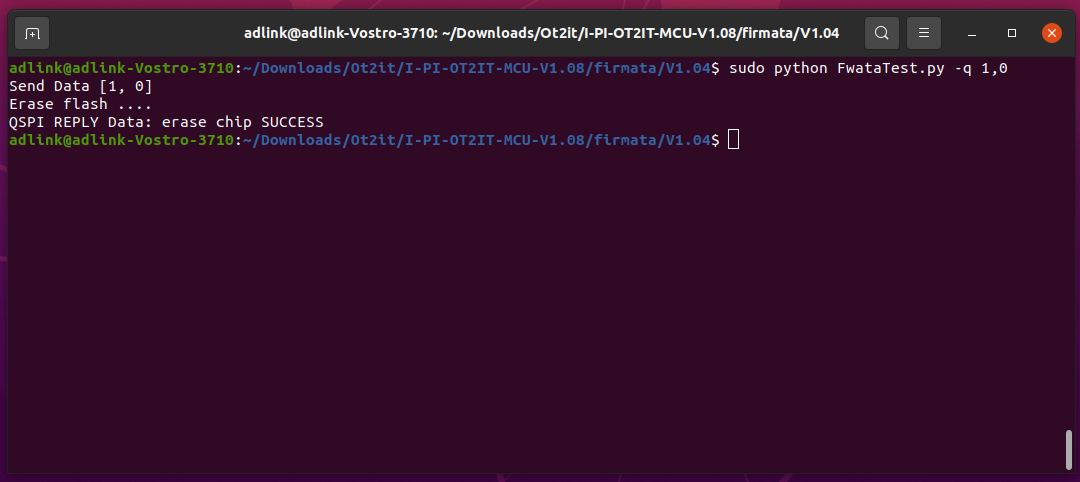 adlink@adlink-Vostro-3710: ~/Downloads/Ot2it/I-PI-OT2IT-MCU-V1.08/firmata/V1.04
adlink@adlink-Vostro-3710:~/Downloads/Ot2it/I-PI-OT2IT-MCU-V1.08/firmata/V1.04$ sudo python FwataTest.py -q 1,0
Send Data [1, 0]
Erase flash ....
QSPI REPLY Data: erase chip SUCCESS
adlink@adlink-Vostro-3710:~/Downloads/Ot2it/I-PI-OT2IT-MCU-V1.08/firmata/V1.04$